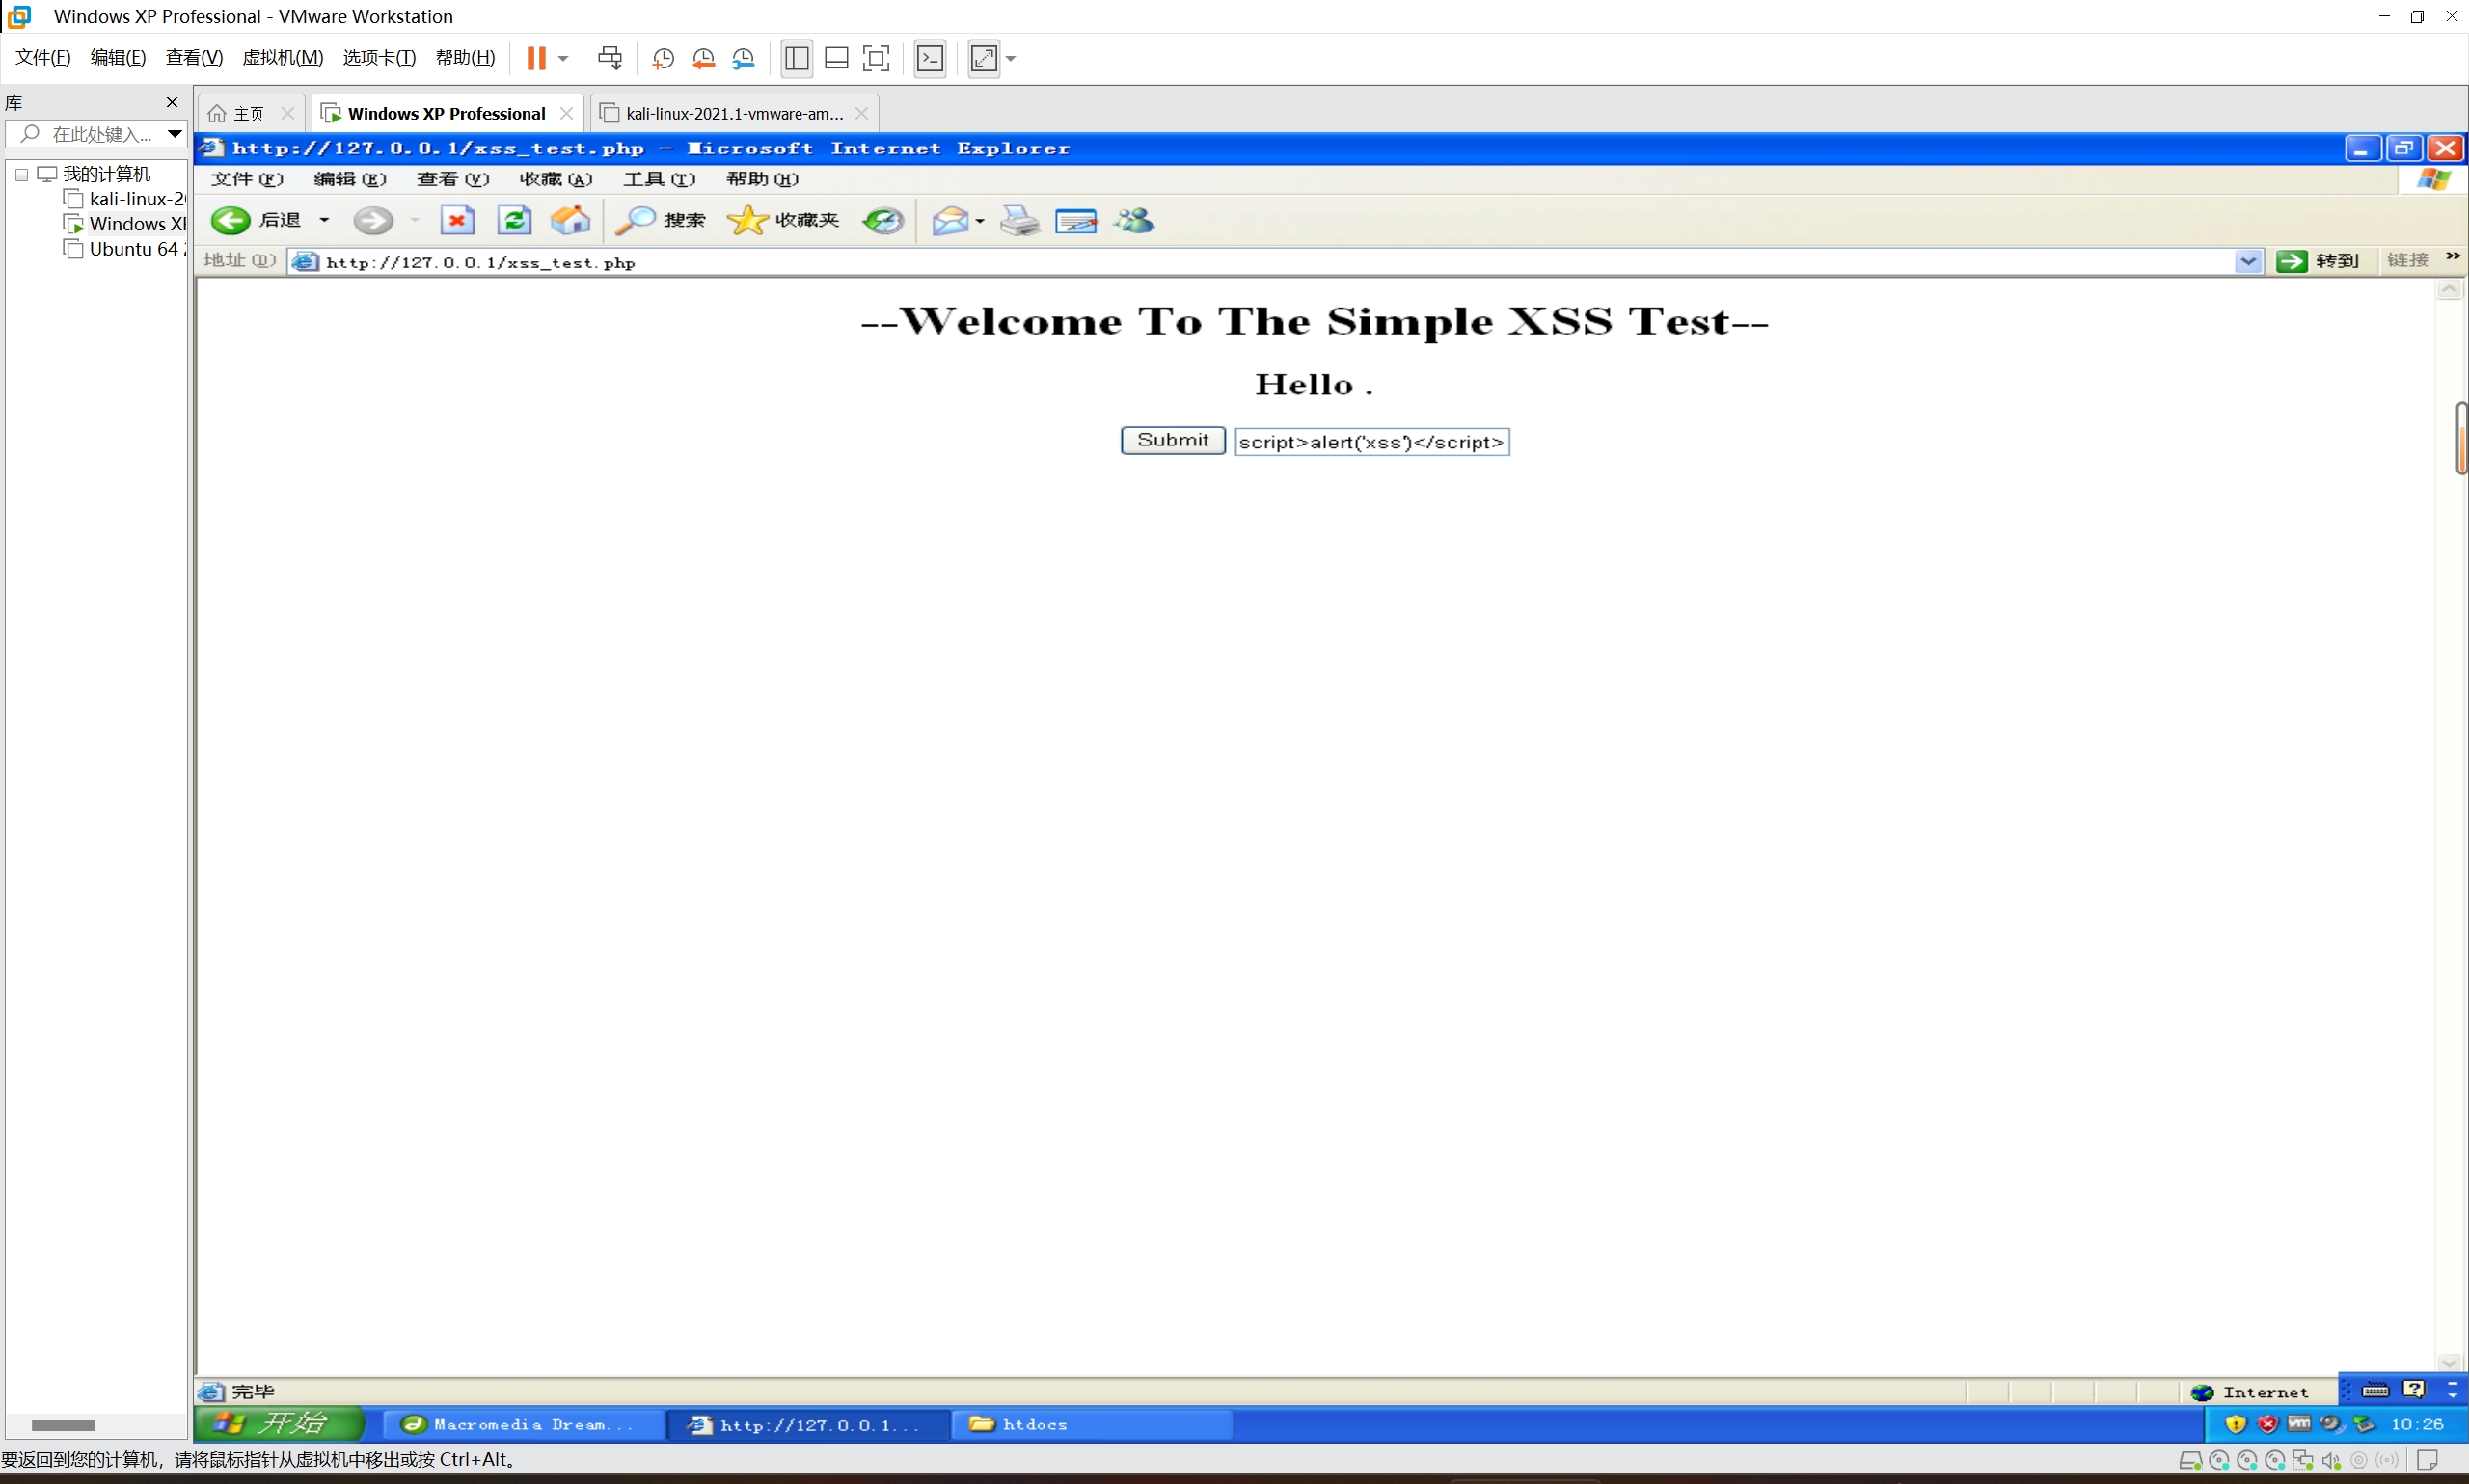 Windows XP Professional - VMware Workstation
文件(F) 编辑(E) 查看(V) 虚拟机(M) 选项卡(T) 帮助(H)
库
主页 Windows XP Professional kali-linux-2021.1-vmware-am...
在此处键入...
http://127.0.0.1/xss_test.php - Microsoft Internet Explorer
我的计算机
文件(F) 编辑(E) 查看(V) 收藏(A) 工具(T) 帮助(H)
kali-linux-2
Windows XP
Ubuntu 64
后退 搜索 收藏夹
地址(D) http://127.0.0.1/xss_test.php 转到 链接 »
--Welcome To The Simple XSS Test--
Hello .
Submit script>alert('xss')</script>
完毕 Internet
开始 Macromedia Dream... http://127.0.0.1... htdocs 10:26
要返回到您的计算机，请将鼠标指针从虚拟机中移出或按 Ctrl+Alt。